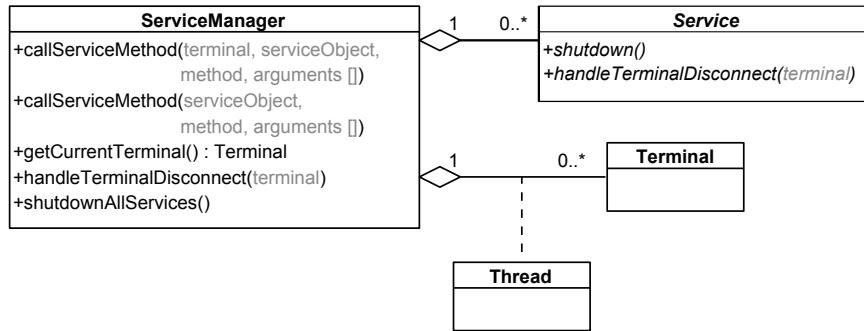 ServiceManager
+callServiceMethod(terminal, serviceObject,
method, arguments [])
+callServiceMethod(serviceObject,
method, arguments [])
+getCurrentTerminal() : Terminal
+handleTerminalDisconnect(terminal)
+shutdownAllServices()
1 0..*
Service
+shutdown()
+handleTerminalDisconnect(terminal)
1 0..*
Terminal
Thread